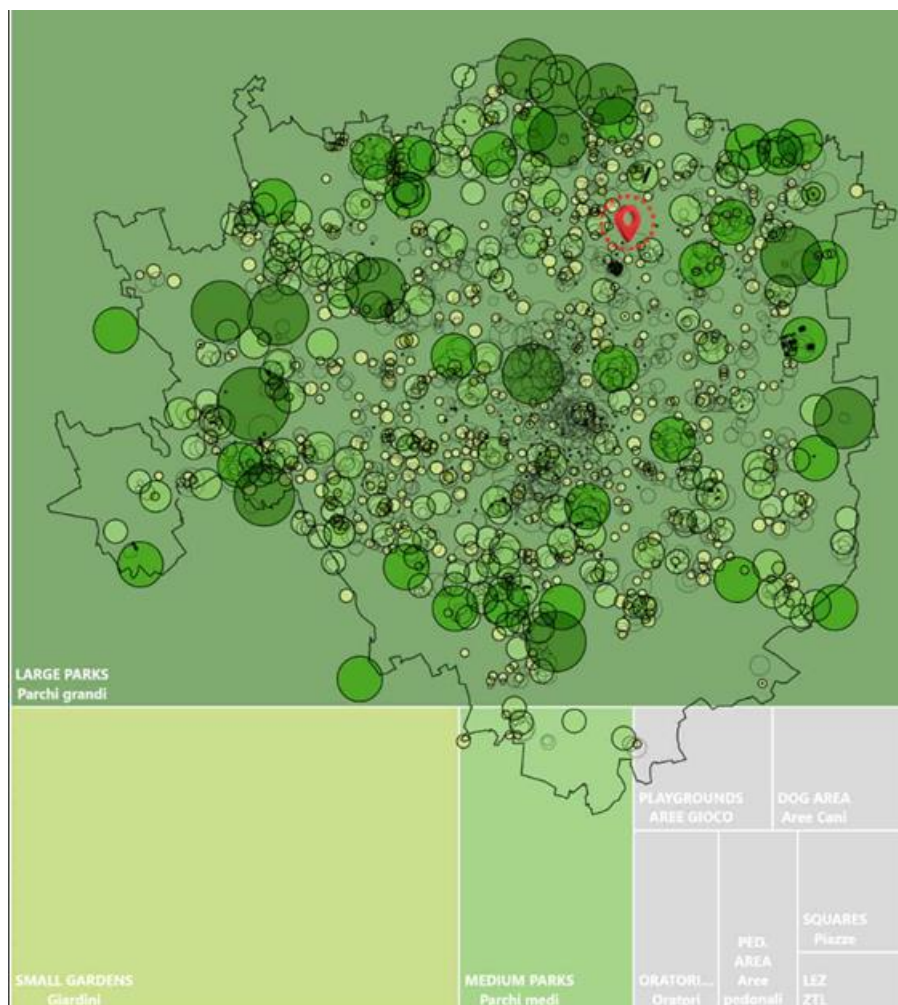 LARGE PARKS
Parchi grandi
PLAYGROUNDS
AREE GIOCO
DOG AREA
Aree Cani
SQUARES
Piazze
PED.
AREA
Aree
pedonali
SMALL GARDENS
Giardini
MEDIUM PARKS
Parchi medi
ORATORI...
Oratori
LEZ
ZTL